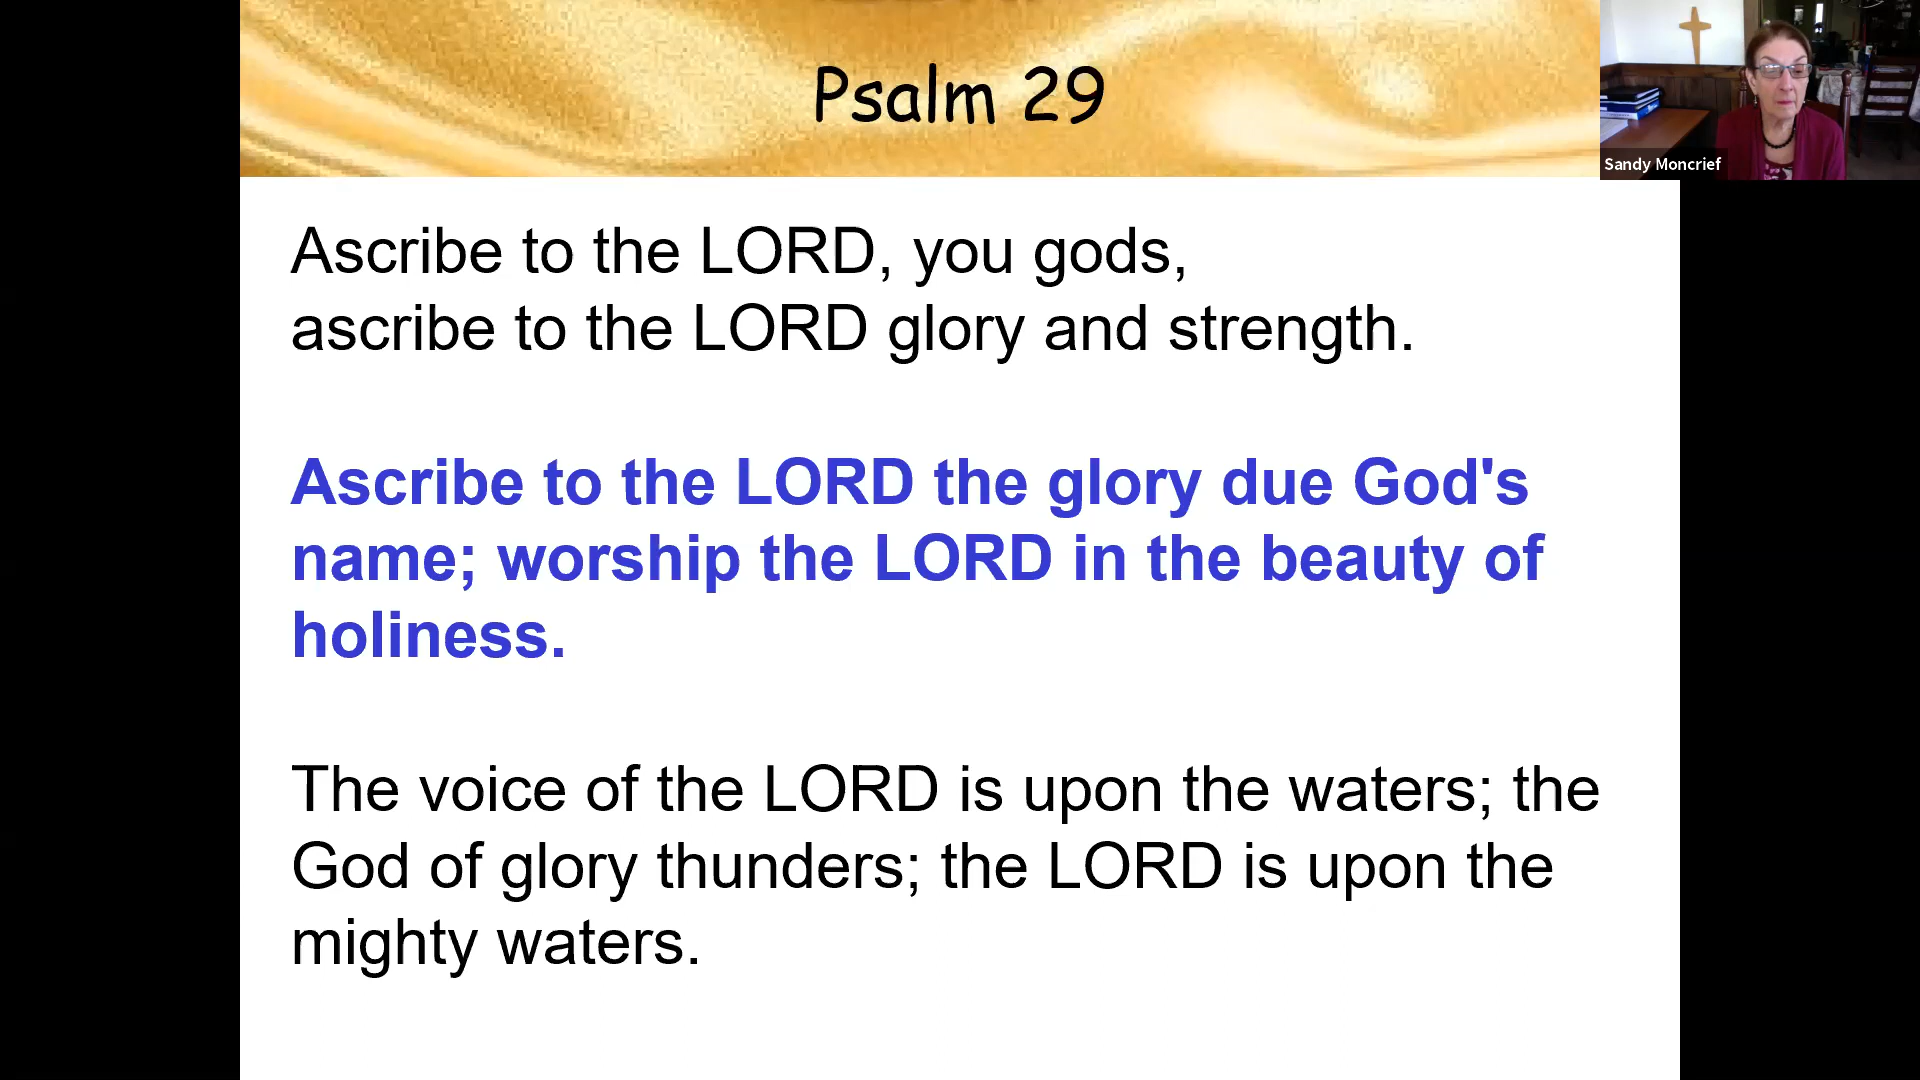 Psalm 29
Sandy Moncrief
Ascribe to the LORD, you gods,
ascribe to the LORD glory and strength.
Ascribe to the LORD the glory due God's
name; worship the LORD in the beauty of
holiness.
The voice of the LORD is upon the waters; the
God of glory thunders; the LORD is upon the
mighty waters.